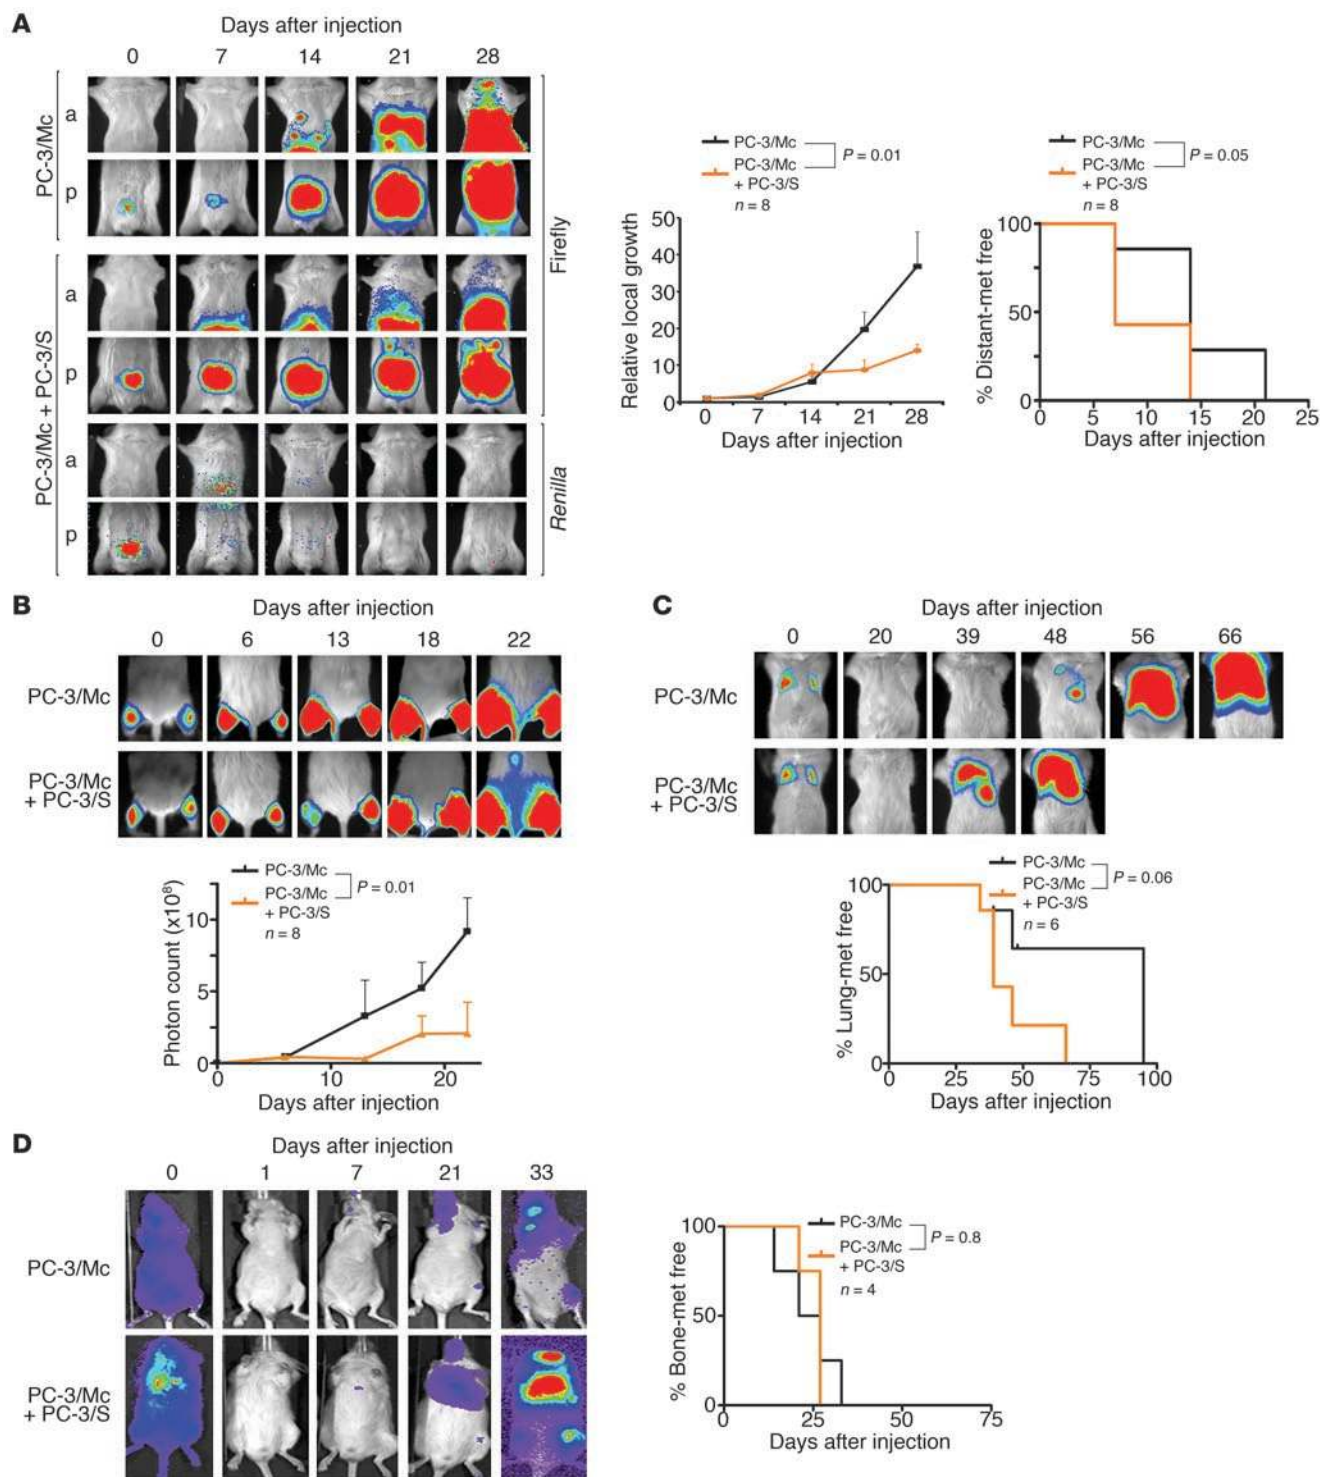 A
Days after injection
0 7 14 21 28
PC-3/Mc
a
p
Firefly
PC-3/Mc + PC-3/S
a
p
a
p
Renilla
PC-3/Mc
PC-3/Mc
+ PC-3/S
P = 0.01
n = 8
Relative local growth
50
40
30
20
10
0
0 7 14 21 28
Days after injection
PC-3/Mc
PC-3/Mc
+ PC-3/S
P = 0.05
n = 8
% Distant-met free
100
50
0
0 5 10 15 20 25
Days after injection
B
Days after injection
0 6 13 18 22
PC-3/Mc
PC-3/Mc
+ PC-3/S
PC-3/Mc
PC-3/Mc
+ PC-3/S
P = 0.01
n = 8
Photon count (x10⁸)
10
5
0
0 10 20
Days after injection
C
Days after injection
0 20 39 48 56 66
PC-3/Mc
PC-3/Mc
+ PC-3/S
PC-3/Mc
PC-3/Mc
+ PC-3/S
P = 0.06
n = 6
% Lung-met free
100
50
0
0 25 50 75 100
Days after injection
D
Days after injection
0 1 7 21 33
PC-3/Mc
PC-3/Mc
+ PC-3/S
PC-3/Mc
PC-3/Mc
+ PC-3/S
P = 0.8
n = 4
% Bone-met free
100
50
0
0 25 50 75
Days after injection